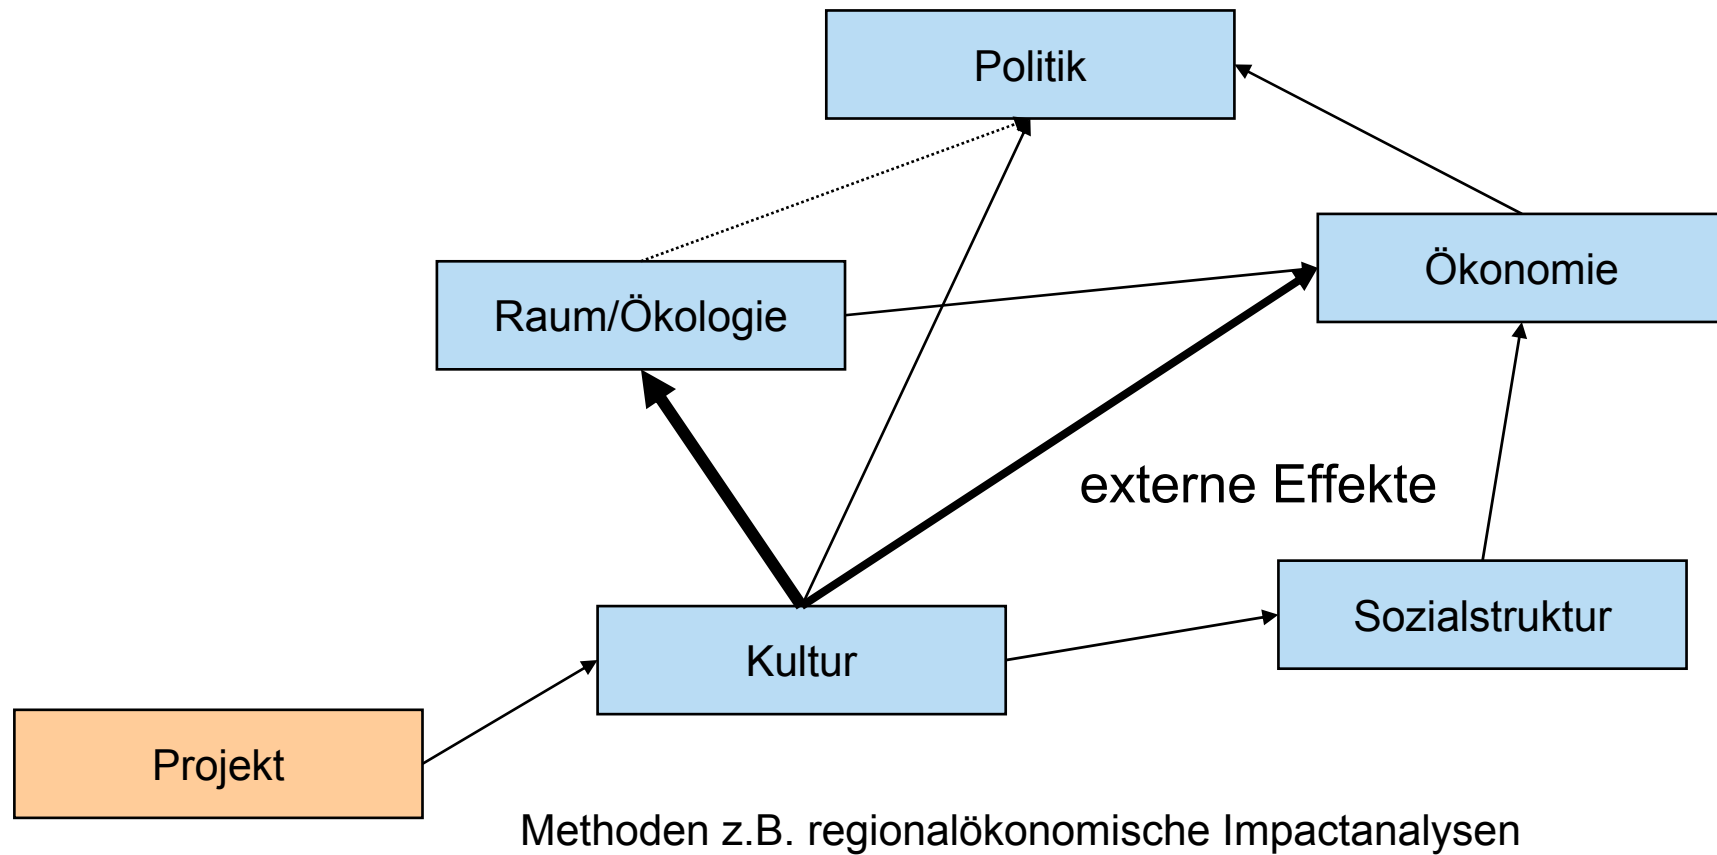 Politik
Ökonomie
Raum/Ökologie
externe Effekte
Sozialstruktur
Kultur
Projekt
Methoden z.B. regionalökonomische Impactanalysen